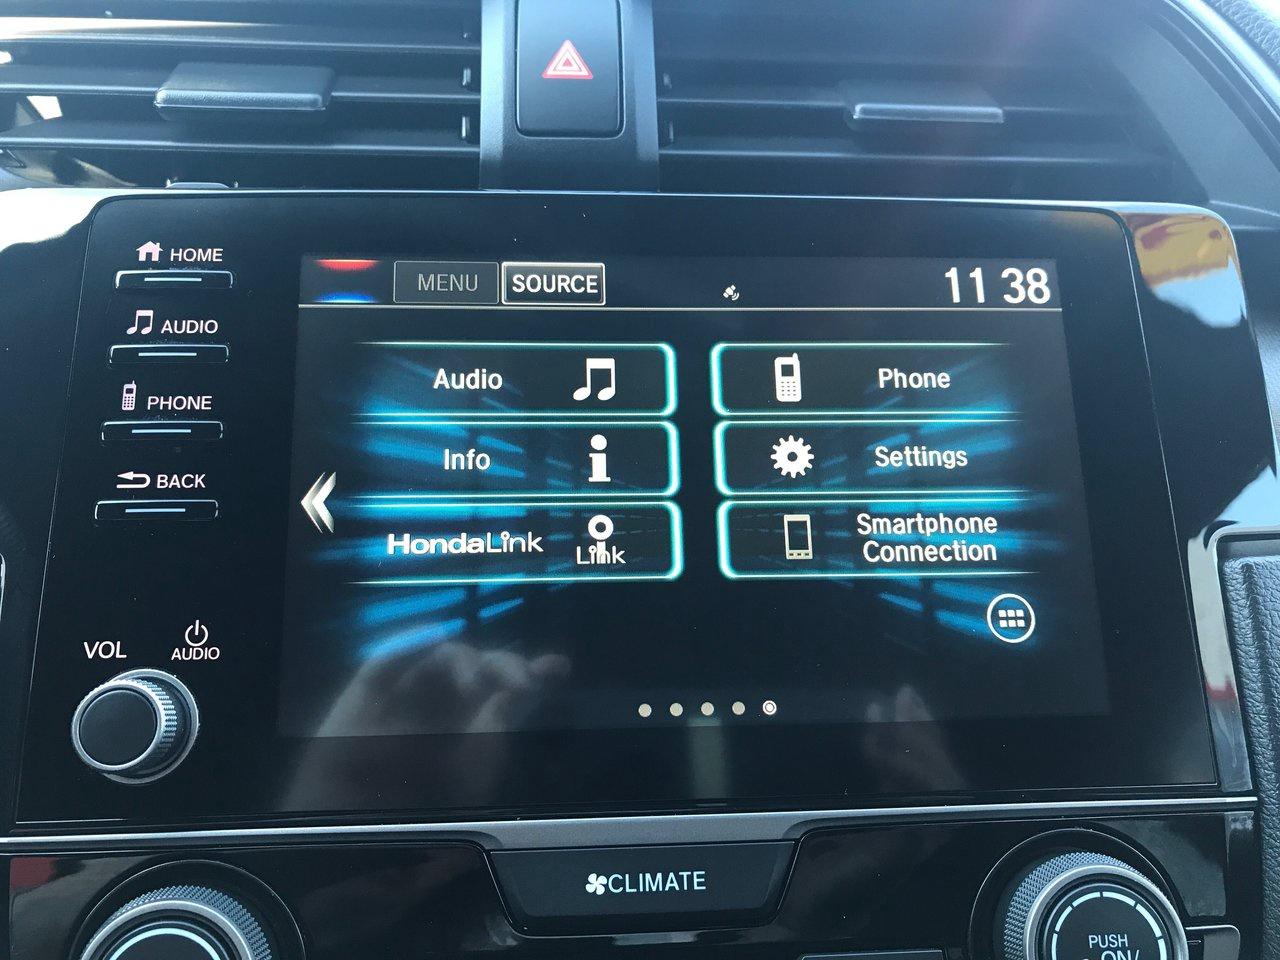 HOME
AUDIO
PHONE
BACK
VOL
AUDIO
MENU
SOURCE
11 38
Audio
Phone
Info
Settings
HondaLink
Link
Smartphone
Connection
CLIMATE
PUSH
ON/